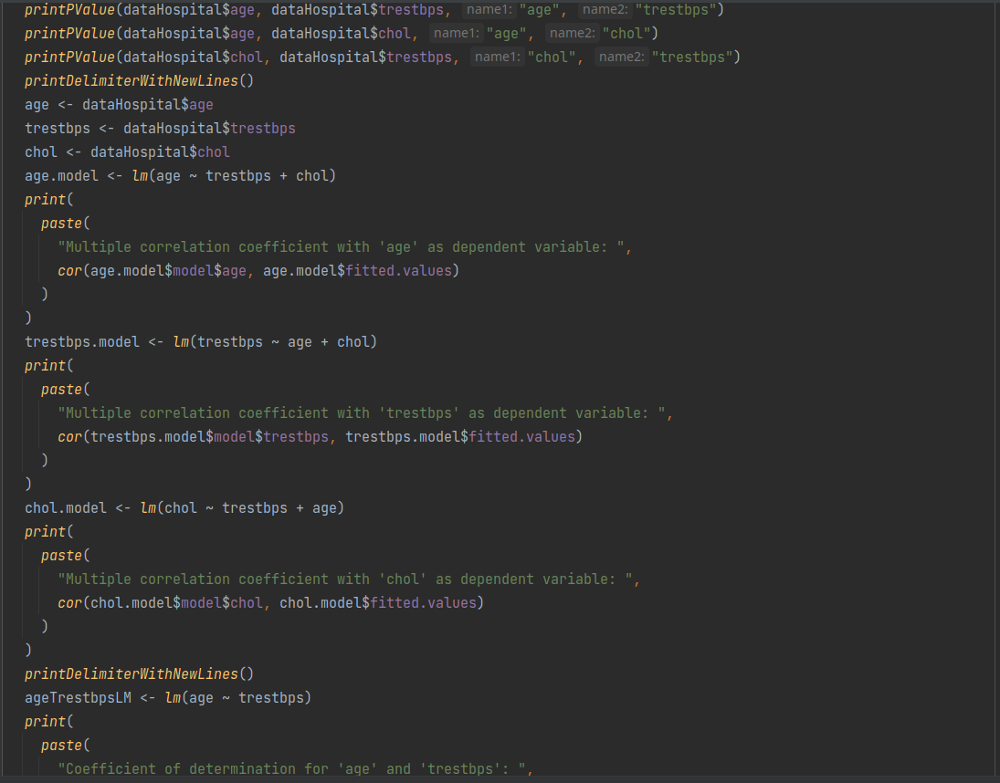 printPValue(dataHospital$age, dataHospital$trestbps, name1: "age", name2: "trestbps")
printPValue(dataHospital$age, dataHospital$chol, name1: "age", name2: "chol")
printPValue(dataHospital$chol, dataHospital$trestbps, name1: "chol", name2: "trestbps")
printDelimiterWithNewLines()
age <- dataHospital$age
trestbps <- dataHospital$trestbps
chol <- dataHospital$chol
age.model <- lm(age ~ trestbps + chol)
print(
  paste(
    "Multiple correlation coefficient with 'age' as dependent variable: ",
    cor(age.model$model$age, age.model$fitted.values)
  )
)
trestbps.model <- lm(trestbps ~ age + chol)
print(
  paste(
    "Multiple correlation coefficient with 'trestbps' as dependent variable: ",
    cor(trestbps.model$model$trestbps, trestbps.model$fitted.values)
  )
)
chol.model <- lm(chol ~ trestbps + age)
print(
  paste(
    "Multiple correlation coefficient with 'chol' as dependent variable: ",
    cor(chol.model$model$chol, chol.model$fitted.values)
  )
)
printDelimiterWithNewLines()
ageTrestbpsLM <- lm(age ~ trestbps)
print(
  paste(
    "Coefficient of determination for 'age' and 'trestbps': ",